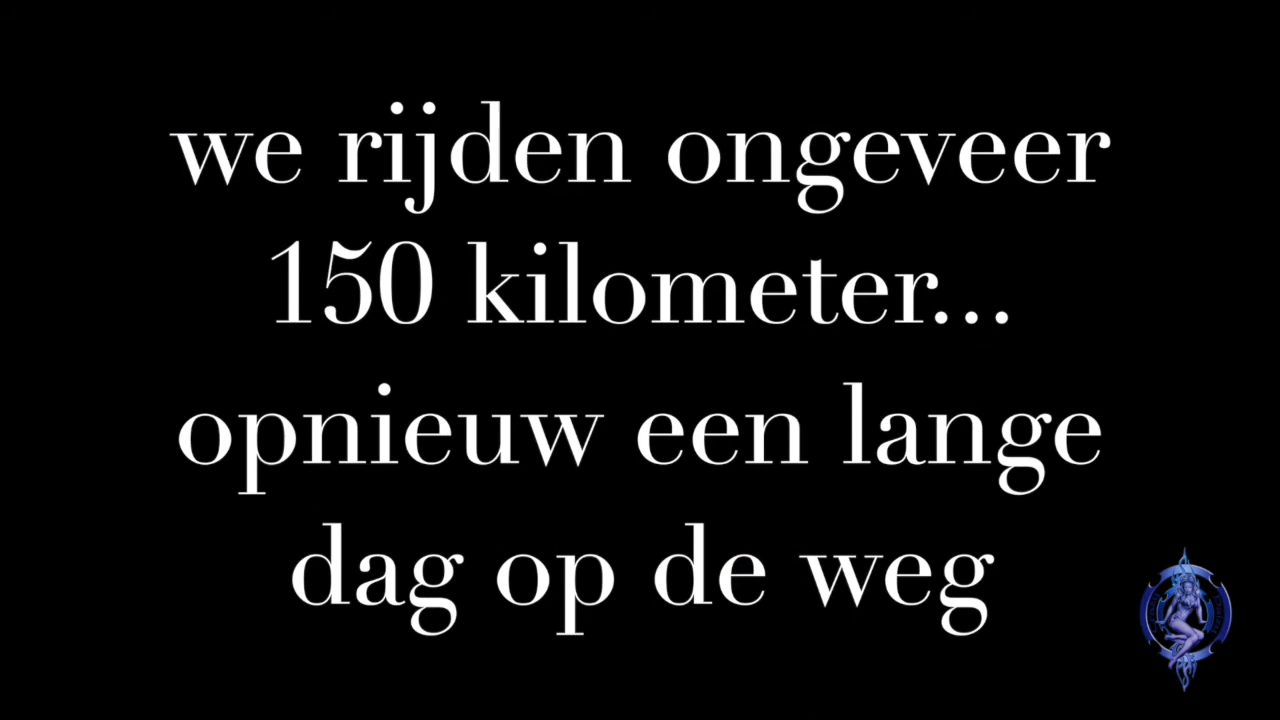 we rijden ongeveer
150 kilometer...
opnieuw een lange
dag op de weg